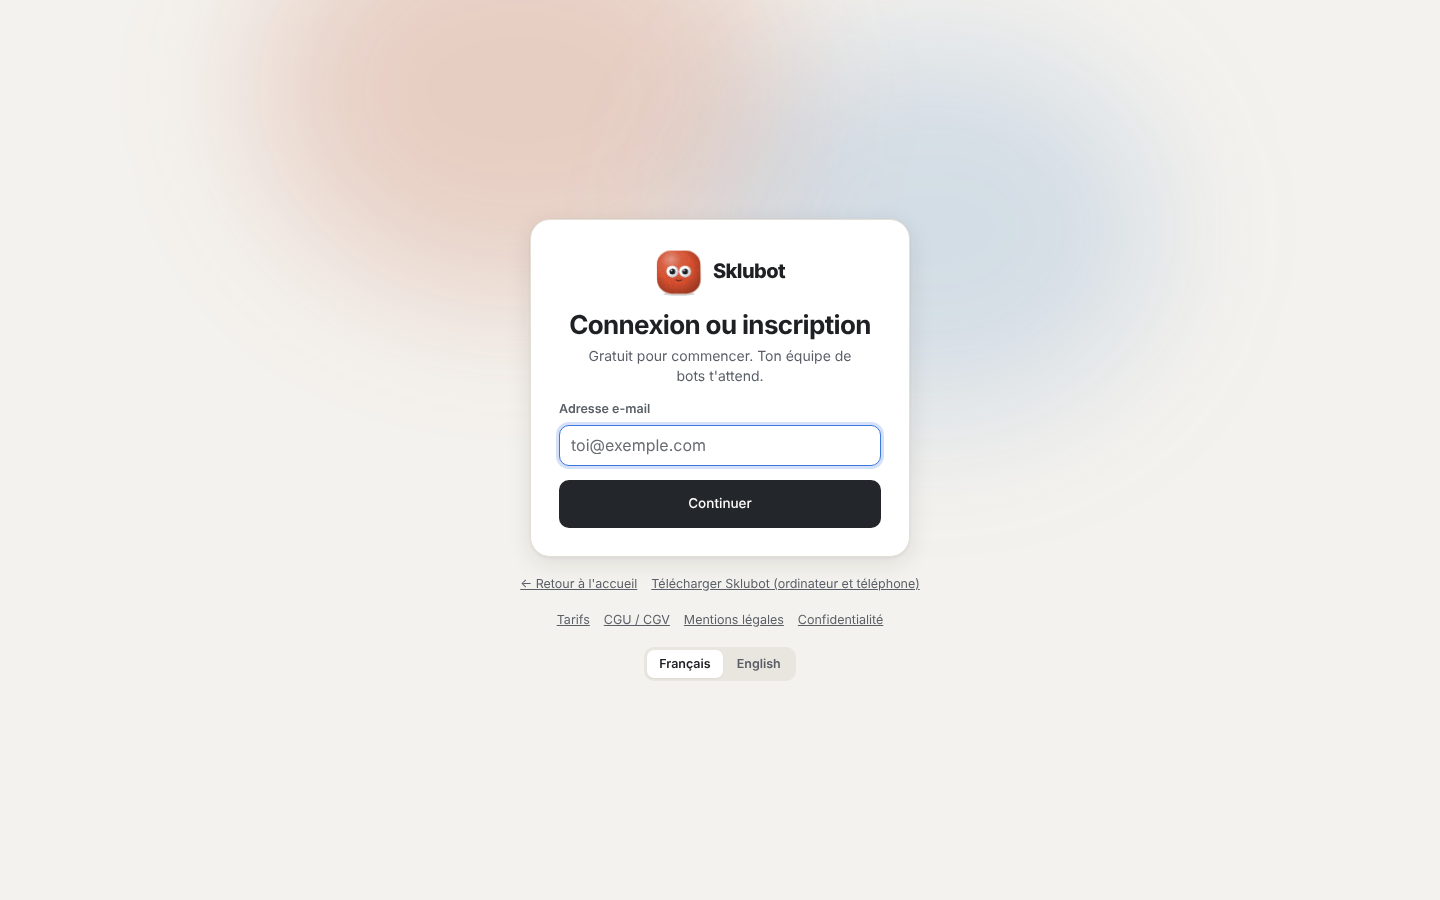 Sklubot
Connexion ou inscription
Gratuit pour commencer. Ton équipe de
bots t'attend.
Adresse e-mail
toi@exemple.com
Continuer
← Retour à l'accueil Télécharger Sklubot (ordinateur et téléphone)
Tarifs CGU / CGV Mentions légales Confidentialité
Français English